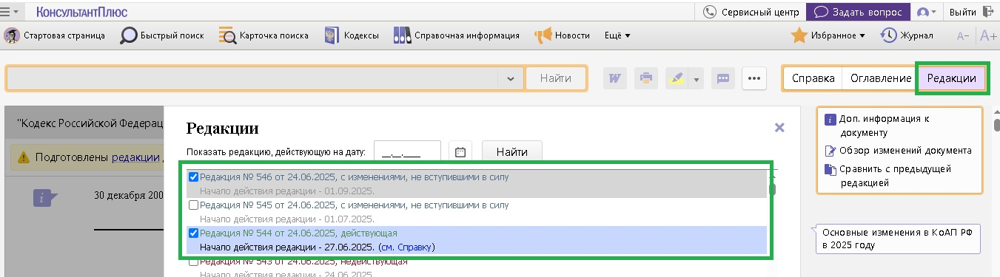 КонсультантПлюс
Сервисный центр
Задать вопрос
Выйти
Стартовая страница
Быстрый поиск
Карточка поиска
Кодексы
Справочная информация
Новости
Ещё
Избранное
Журнал
A−
A+
Найти
W
Справка
Оглавление
Редакции
"Кодекс Российской Федерац
Подготовлены редакции
30 декабря 200
Редакции
Показать редакцию, действующую на дату:
__.__.____
Найти
Редакция № 546 от 24.06.2025, с изменениями, не вступившими в силу
Начало действия редакции - 01.09.2025.
Редакция № 545 от 24.06.2025, с изменениями, не вступившими в силу
Начало действия редакции - 01.07.2025.
Редакция № 544 от 24.06.2025, действующая
Начало действия редакции - 27.06.2025. (см. Справку)
Редакция № 543 от 24.06.2025, недействующая
Начало действия редакции - 24.06.2025
Доп. информация к
документу
Обзор изменений документа
Сравнить с предыдущей
редакцией
Основные изменения в КоАП РФ
в 2025 году